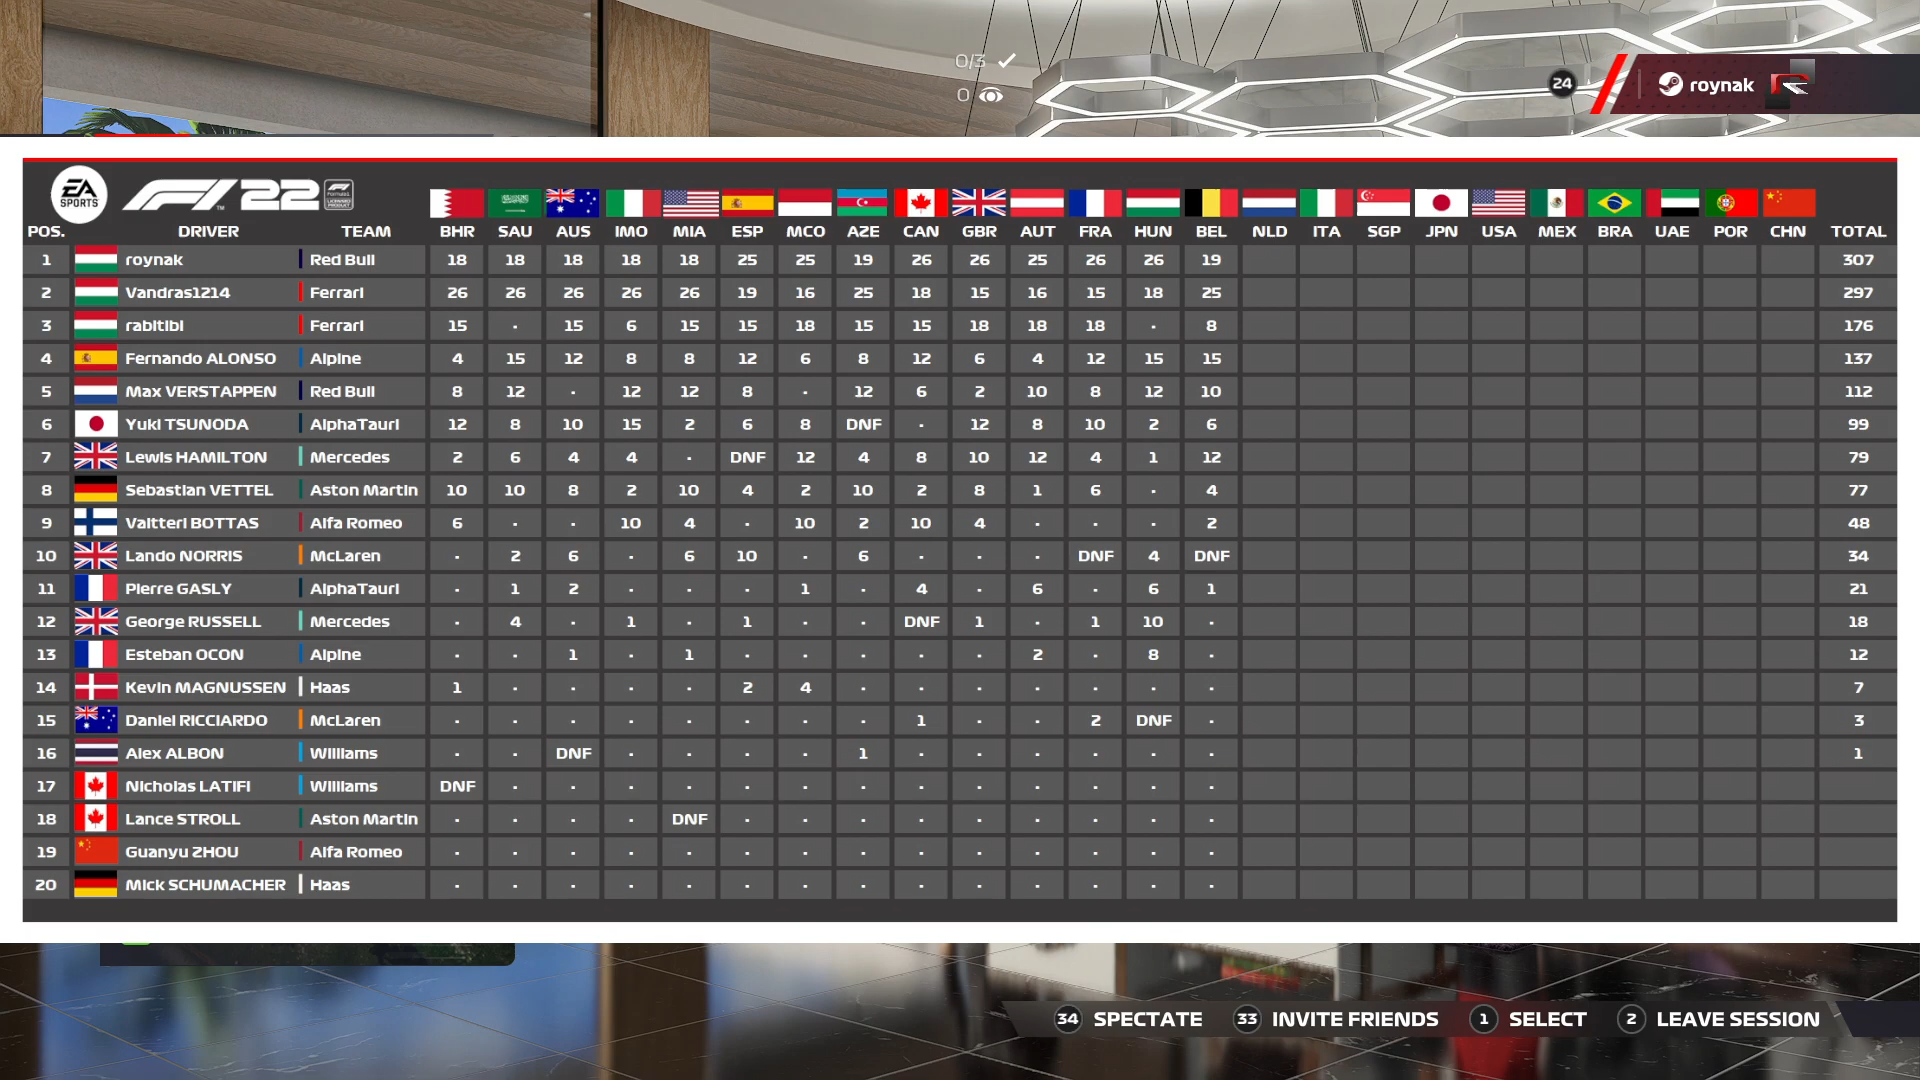 0/3
0
24 roynak
EA SPORTS F1 22
BHR SAU AUS IMO MIA ESP MCO AZE CAN GBR AUT FRA HUN BEL NLD ITA SGP JPN USA MEX BRA UAE POR CHN
POS. DRIVER TEAM TOTAL
1 roynak Red Bull 18 18 18 18 18 25 25 19 26 26 25 26 26 19 307
2 Vandras1214 Ferrari 26 26 26 26 26 19 16 25 18 15 16 15 18 25 297
3 rabitibi Ferrari 15 · 15 6 15 15 18 15 15 18 18 18 · 8 176
4 Fernando ALONSO Alpine 4 15 12 8 8 12 6 8 12 6 4 12 15 15 137
5 Max VERSTAPPEN Red Bull 8 12 · 12 12 8 · 12 6 2 10 8 12 10 112
6 Yuki TSUNODA AlphaTauri 12 8 10 15 2 6 8 DNF · 12 8 10 2 6 99
7 Lewis HAMILTON Mercedes 2 6 4 4 · DNF 12 4 8 10 12 4 1 12 79
8 Sebastian VETTEL Aston Martin 10 10 8 2 10 4 2 10 2 8 1 6 · 4 77
9 Valtteri BOTTAS Alfa Romeo 6 · · 10 4 · 10 2 10 4 · · · 2 48
10 Lando NORRIS McLaren · 2 6 · 6 10 · 6 · · · DNF 4 DNF 34
11 Pierre GASLY AlphaTauri · 1 2 · · · 1 · 4 · 6 · 6 1 21
12 George RUSSELL Mercedes · 4 · 1 · 1 · · DNF 1 · 1 10 · 18
13 Esteban OCON Alpine · · 1 · 1 · · · · · 2 · 8 · 12
14 Kevin MAGNUSSEN Haas 1 · · · · 2 4 · · · · · · · 7
15 Daniel RICCIARDO McLaren · · · · · · · · 1 · · 2 DNF · 3
16 Alex ALBON Williams · · DNF · · · · 1 · · · · · · 1
17 Nicholas LATIFI Williams DNF · · · · · · · · · · · · ·
18 Lance STROLL Aston Martin · · · · DNF · · · · · · · · ·
19 Guanyu ZHOU Alfa Romeo · · · · · · · · · · · · · ·
20 Mick SCHUMACHER Haas · · · · · · · · · · · · · ·
34 SPECTATE 33 INVITE FRIENDS 1 SELECT 2 LEAVE SESSION